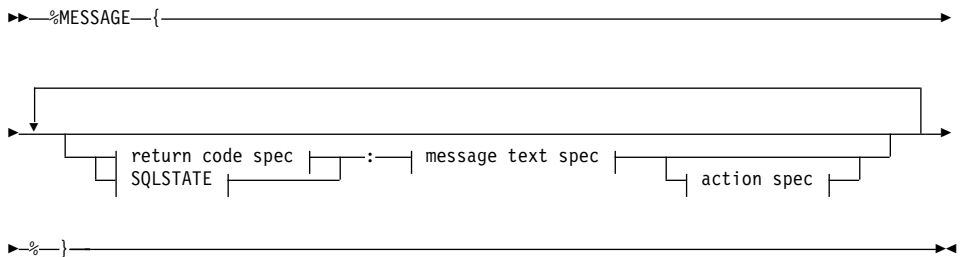 %MESSAGE {
return code spec : message text spec
SQLSTATE action spec
% }